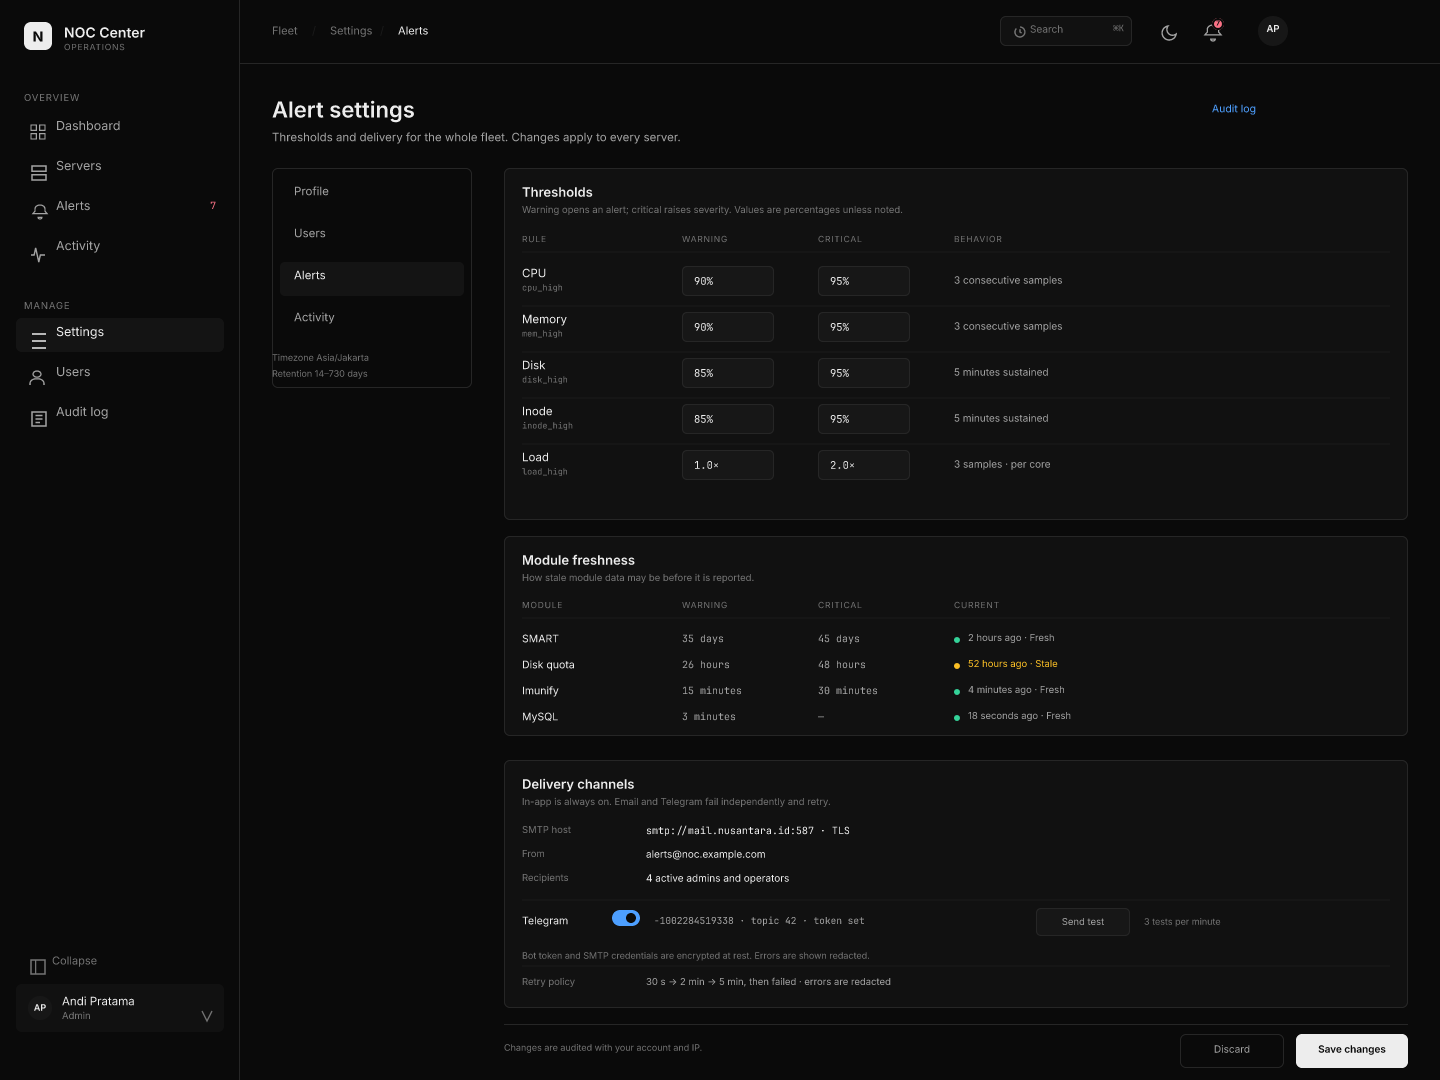 N NOC Center
OPERATIONS
OVERVIEW
Dashboard
Servers
Alerts 7
Activity
MANAGE
Settings
Users
Audit log
Collapse
AP Andi Pratama
Admin
Fleet / Settings / Alerts
Search ⌘K
7
AP
Alert settings
Thresholds and delivery for the whole fleet. Changes apply to every server.
Audit log
Profile
Users
Alerts
Activity
Timezone Asia/Jakarta
Retention 14–730 days
Thresholds
Warning opens an alert; critical raises severity. Values are percentages unless noted.
RULE WARNING CRITICAL BEHAVIOR
CPU 90% 95% 3 consecutive samples
cpu_high
Memory 90% 95% 3 consecutive samples
mem_high
Disk 85% 95% 5 minutes sustained
disk_high
Inode 85% 95% 5 minutes sustained
inode_high
Load 1.0× 2.0× 3 samples · per core
load_high
Module freshness
How stale module data may be before it is reported.
MODULE WARNING CRITICAL CURRENT
SMART 35 days 45 days 2 hours ago · Fresh
Disk quota 26 hours 48 hours 52 hours ago · Stale
Imunify 15 minutes 30 minutes 4 minutes ago · Fresh
MySQL 3 minutes — 18 seconds ago · Fresh
Delivery channels
In-app is always on. Email and Telegram fail independently and retry.
SMTP host smtp://mail.nusantara.id:587 · TLS
From alerts@noc.example.com
Recipients 4 active admins and operators
Telegram -1002284519338 · topic 42 · token set Send test 3 tests per minute
Bot token and SMTP credentials are encrypted at rest. Errors are shown redacted.
Retry policy 30 s → 2 min → 5 min, then failed · errors are redacted
Changes are audited with your account and IP.
Discard Save changes